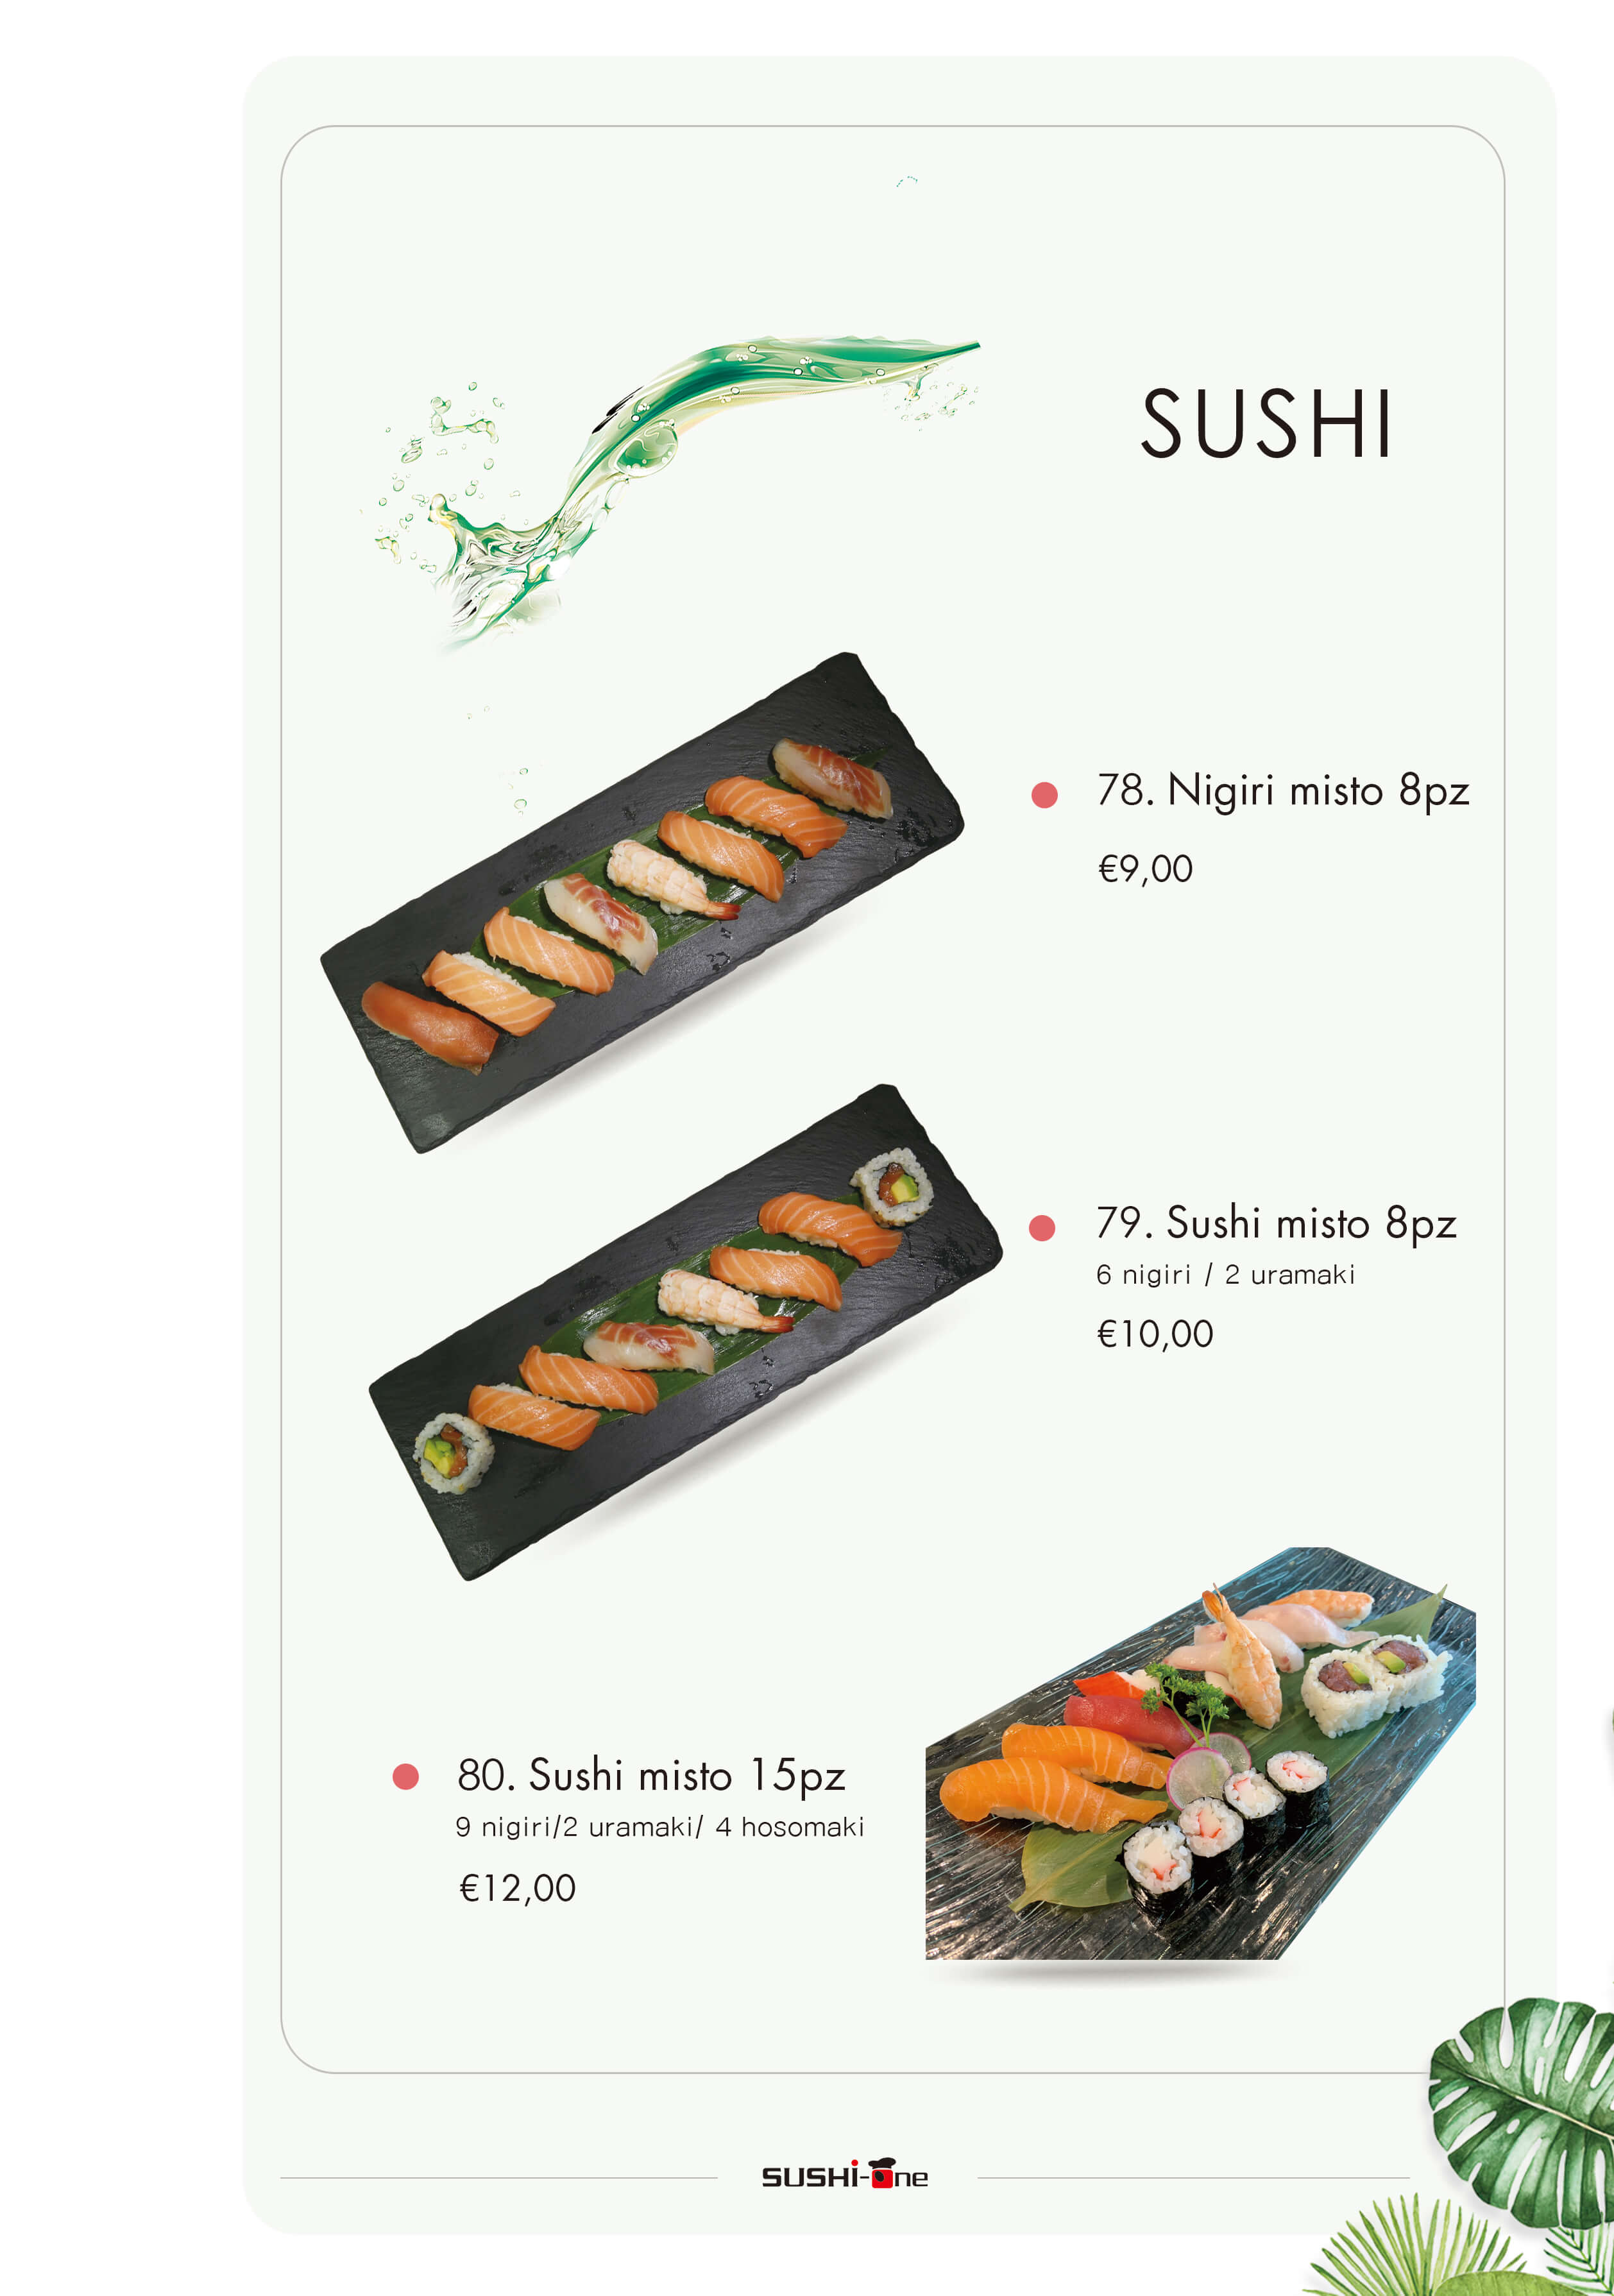 SUSHI
78. Nigiri misto 8pz
€9,00
79. Sushi misto 8pz
6 nigiri / 2 uramaki
€10,00
80. Sushi misto 15pz
9 nigiri/2 uramaki/ 4 hosomaki
€12,00
SUSHi-One